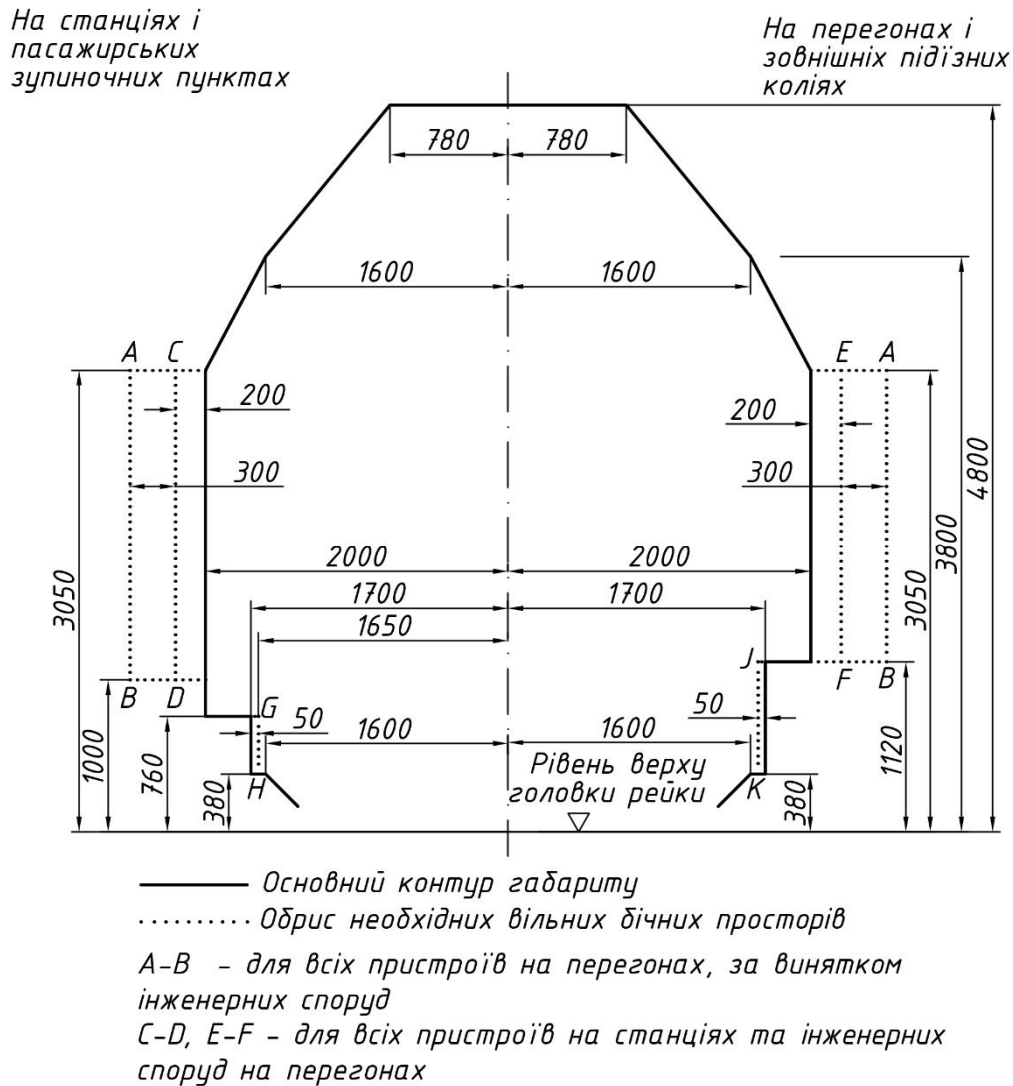 На станціях і
пасажирських
зупиночних пунктах
На перегонах і
зовнішніх підїзних
коліях
780 780
1600 1600
A C E A
200 200
300 300
4800
3800
2000 2000
1700 1700
1650
3050 3050
J
B D F B
G
50 50
1600 1600
1000 760 380 H
Рівень верху
головки рейки
K 380 1120
Основний контур габариту
Обрис необхідних вільних бічних просторів
A-B - для всіх пристроїв на перегонах, за винятком
інженерних споруд
C-D, E-F - для всіх пристроїв на станціях та інженерних
споруд на перегонах